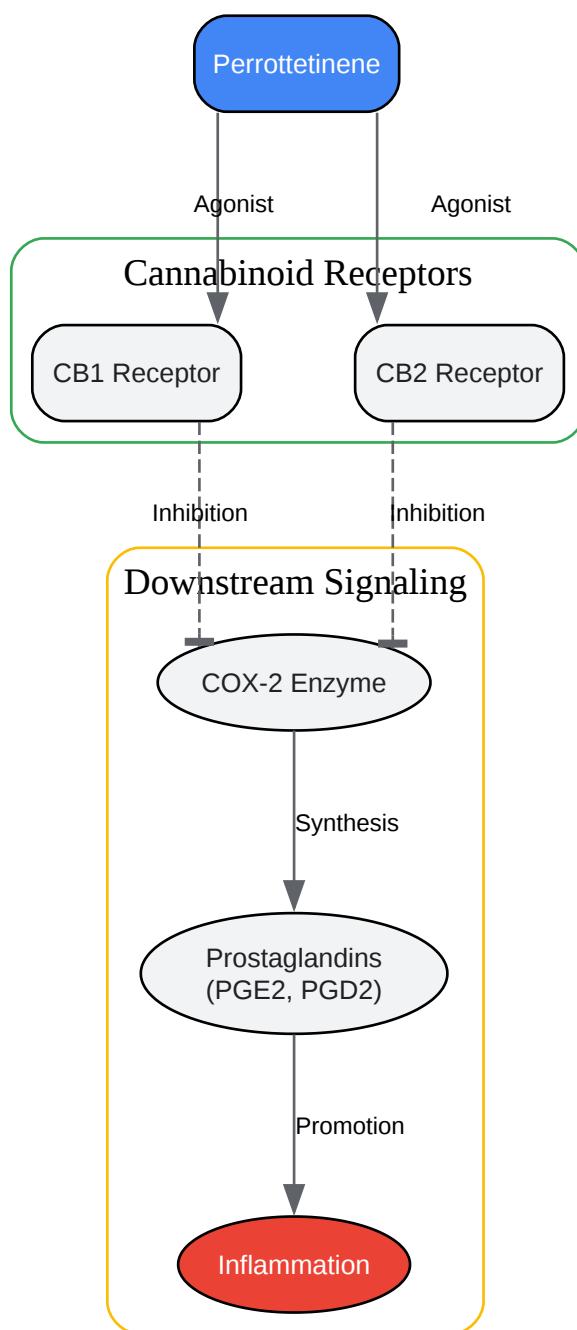 Perrottetinene
Agonist
Agonist
Cannabinoid Receptors
CB1 Receptor
CB2 Receptor
Inhibition
Inhibition
Downstream Signaling
COX-2 Enzyme
Synthesis
Prostaglandins
(PGE2, PGD2)
Promotion
Inflammation